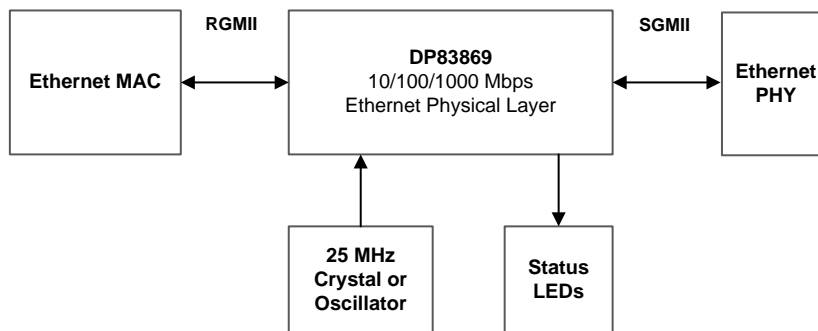 RGMII
SGMII
Ethernet MAC
DP83869
10/100/1000 Mbps
Ethernet Physical Layer
Ethernet
PHY
25 MHz
Crystal or
Oscillator
Status
LEDs